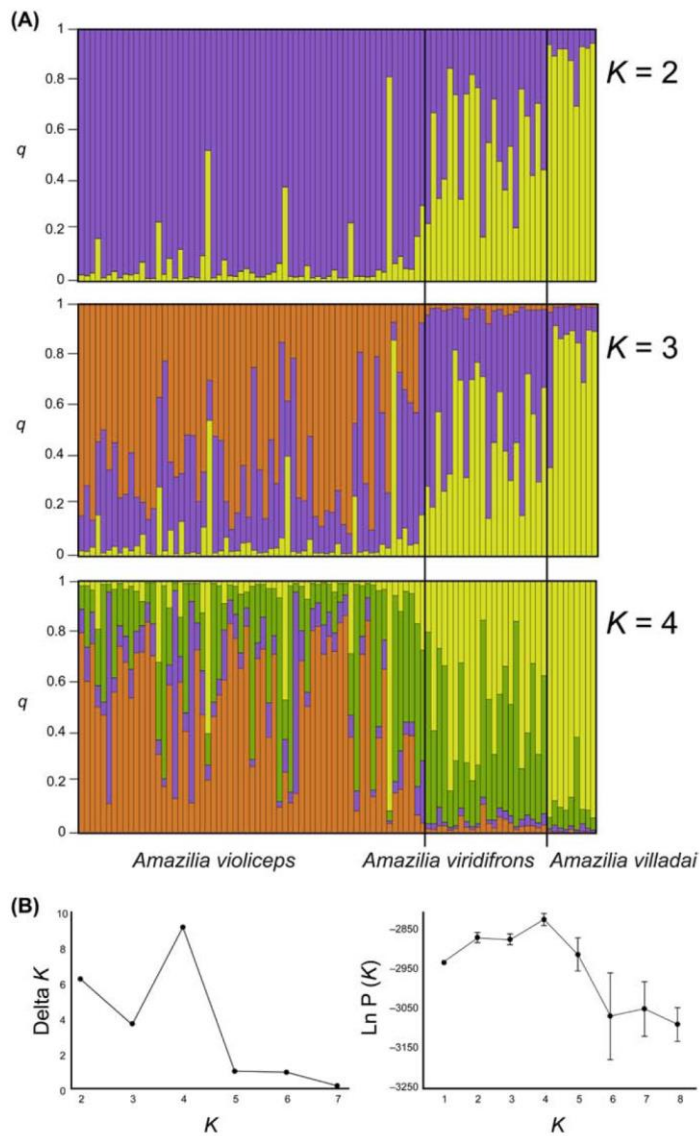 (A)
1
0.8
0.6
q
0.4
0.2
0
K = 2
1
0.8
0.6
q
0.4
0.2
0
K = 3
1
0.8
0.6
q
0.4
0.2
0
K = 4
Amazilia violiceps Amazilia viridifrons Amazilia villadai
(B)
10
8
6
4
2
0
Delta K
2 3 4 5 6 7
K
–2850
–2950
–3050
–3150
–3250
Ln P (K)
1 2 3 4 5 6 7 8
K